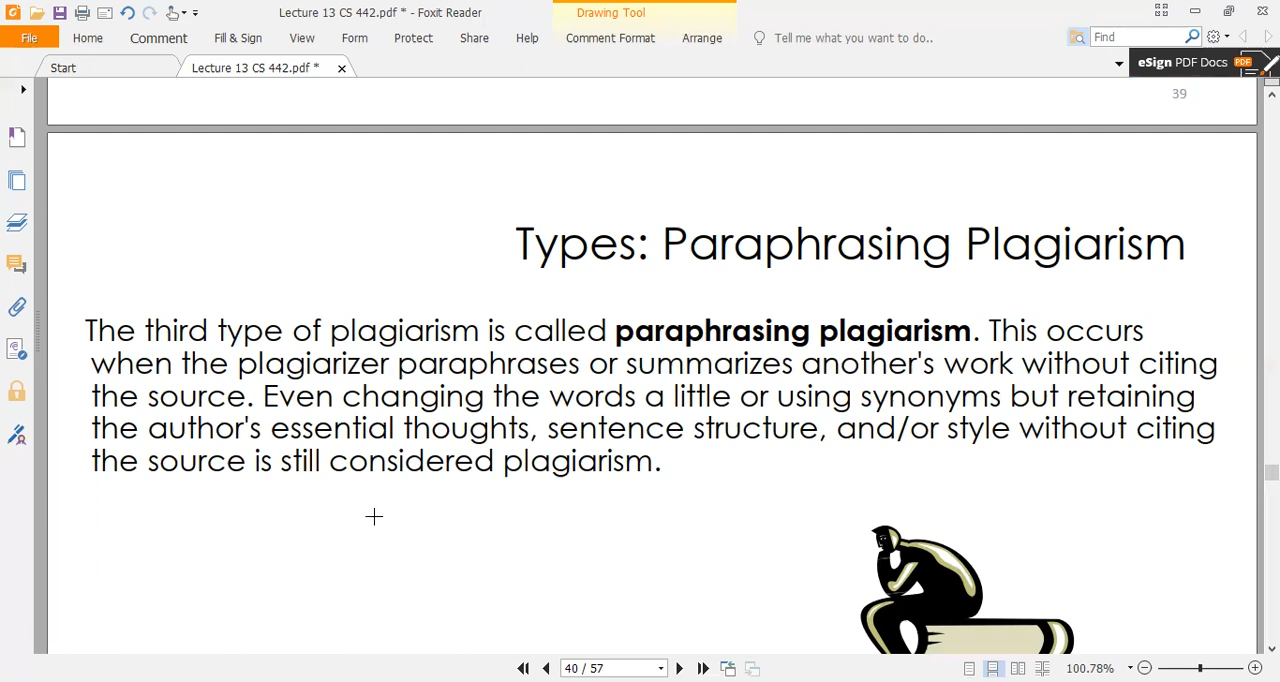 Lecture 13 CS 442.pdf * - Foxit Reader
Drawing Tool
File Home Comment Fill & Sign View Form Protect Share Help Comment Format Arrange Tell me what you want to do.. Find
Start Lecture 13 CS 442.pdf * eSign PDF Docs PDF
39
Types: Paraphrasing Plagiarism
The third type of plagiarism is called paraphrasing plagiarism. This occurs
when the plagiarizer paraphrases or summarizes another's work without citing
the source. Even changing the words a little or using synonyms but retaining
the author's essential thoughts, sentence structure, and/or style without citing
the source is still considered plagiarism.
40 / 57 100.78%